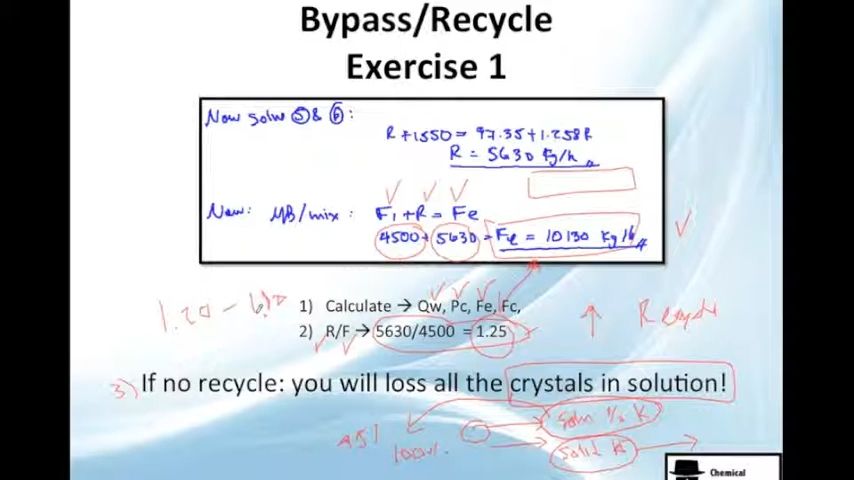 Bypass/Recycle
Exercise 1
Now solve ⑤ & ⑥:
R + 1550 = 97.35 + 1.258R
R = 5630 Kg/h
Now: MB/mix: F1 + R = Fe
4500 + 5630 = Fe = 10130 Kg/h
1) Calculate → Qw, Pc, Fe, Fc,
1.20 –
2) R/F → 5630/4500 = 1.25
Recycle
3) If no recycle: you will loss all the crystals in solution!
Soln
Solid K
100%
Chemical